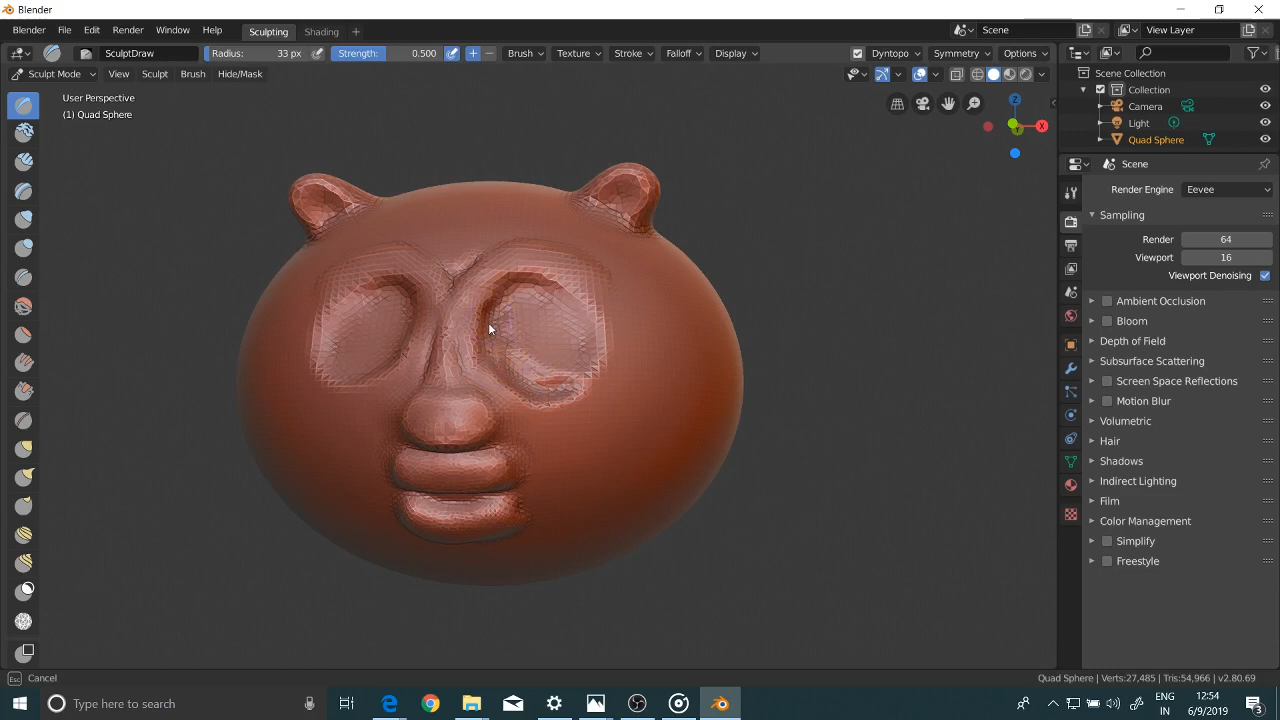 Blender
Blender File Edit Render Window Help Sculpting Shading + Scene View Layer
SculptDraw Radius: 33 px Strength: 0.500 Brush Texture Stroke Falloff Display Dyntopo Symmetry Options
Sculpt Mode View Sculpt Brush Hide/Mask
User Perspective
(1) Quad Sphere
Z
X
Y
Scene Collection
Collection
Camera
Light
Quad Sphere
Scene
Render Engine Eevee
Sampling
Render 64
Viewport 16
Viewport Denoising
Ambient Occlusion
Bloom
Depth of Field
Subsurface Scattering
Screen Space Reflections
Motion Blur
Volumetric
Hair
Shadows
Indirect Lighting
Film
Color Management
Simplify
Freestyle
Esc Cancel Quad Sphere | Verts:27,485 | Tris:54,966 | v2.80.69
Type here to search
ENG
IN
12:54
6/9/2019
3